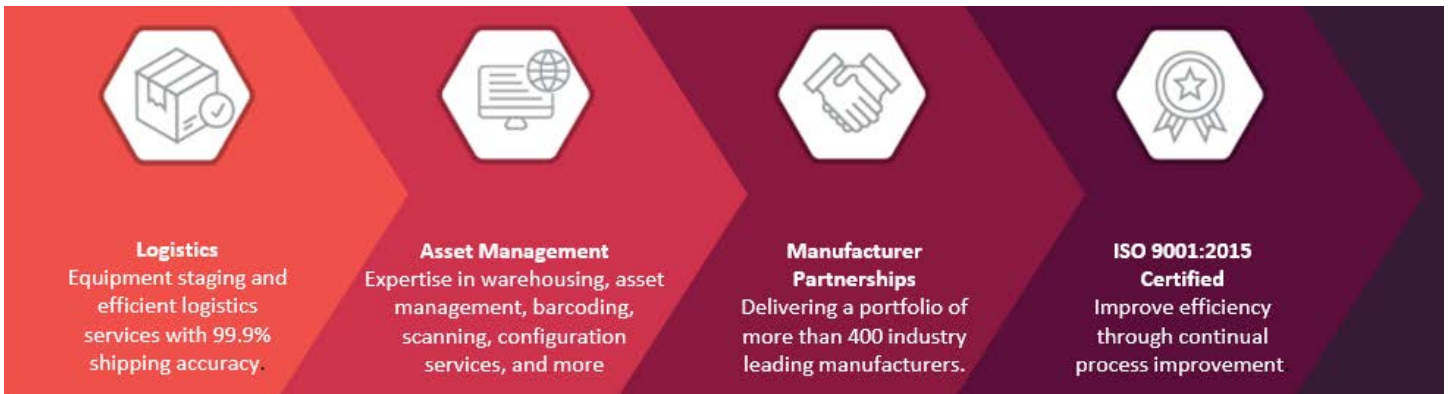 Logistics
Equipment staging and
efficient logistics
services with 99.9%
shipping accuracy.
Asset Management
Expertise in warehousing, asset
management, barcoding,
scanning, configuration
services, and more
Manufacturer
Partnerships
Delivering a portfolio of
more than 400 industry
leading manufacturers.
ISO 9001:2015
Certified
Improve efficiency
through continual
process improvement